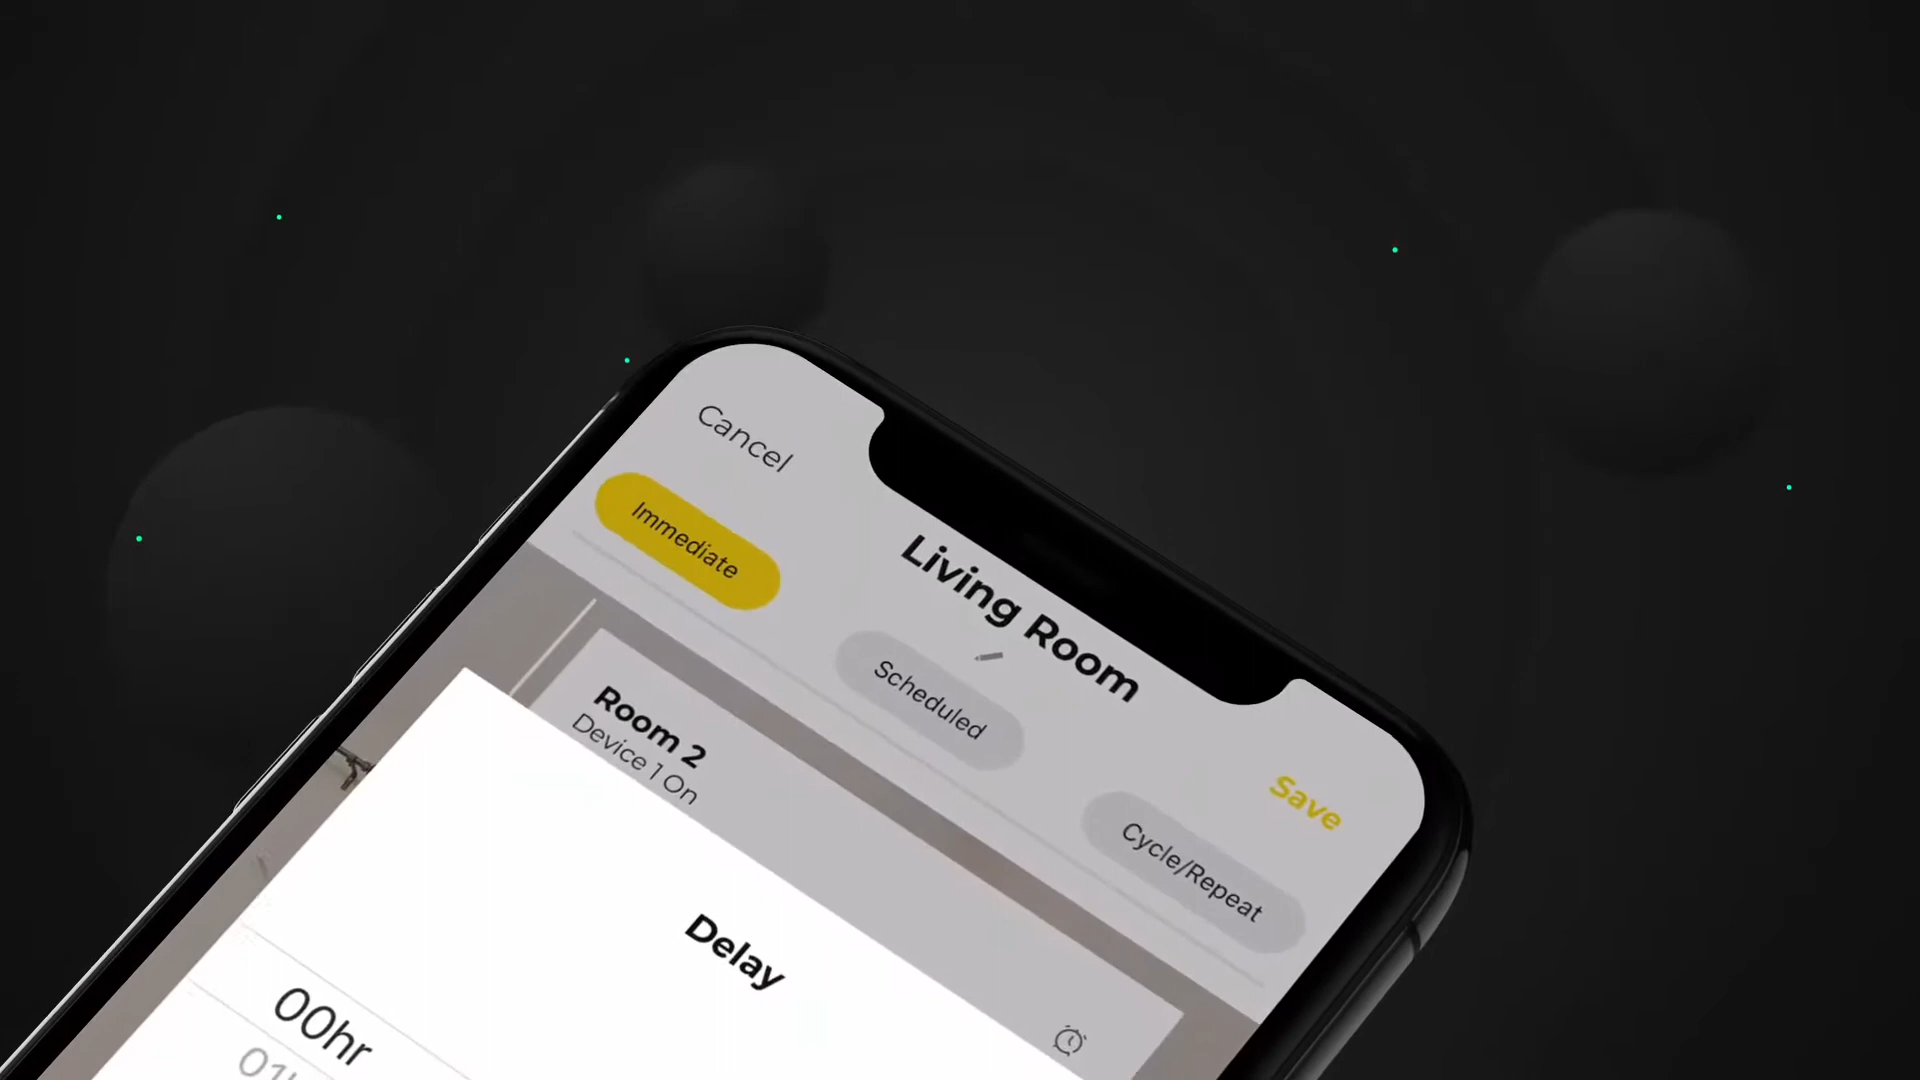 Cancel
Living Room
Save
Immediate
Scheduled
Cycle/Repeat
Room 2
Device 1 On
Delay
00hr